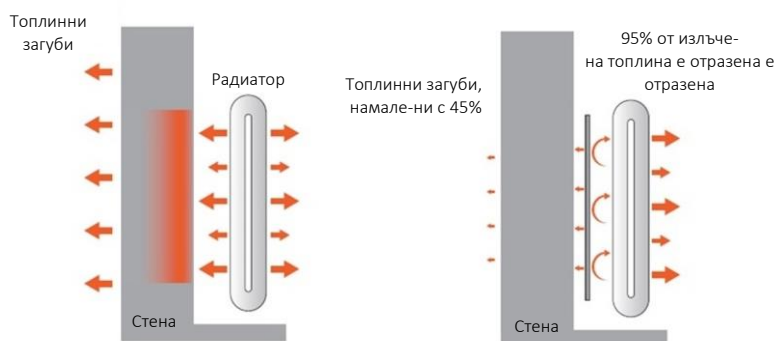 Топлинни
загуби
Радиатор
Стена
Топлинни загуби,
намале-ни с 45%
95% от излъче-
на топлина е отразена е
отразена
Стена